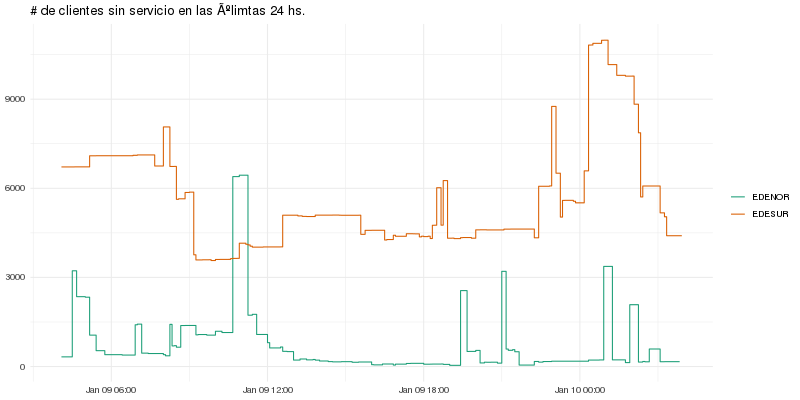 # de clientes sin servicio en las Ãºlimtas 24 hs.
9000
6000
3000
0
Jan 09 06:00
Jan 09 12:00
Jan 09 18:00
Jan 10 00:00
EDENOR
EDESUR